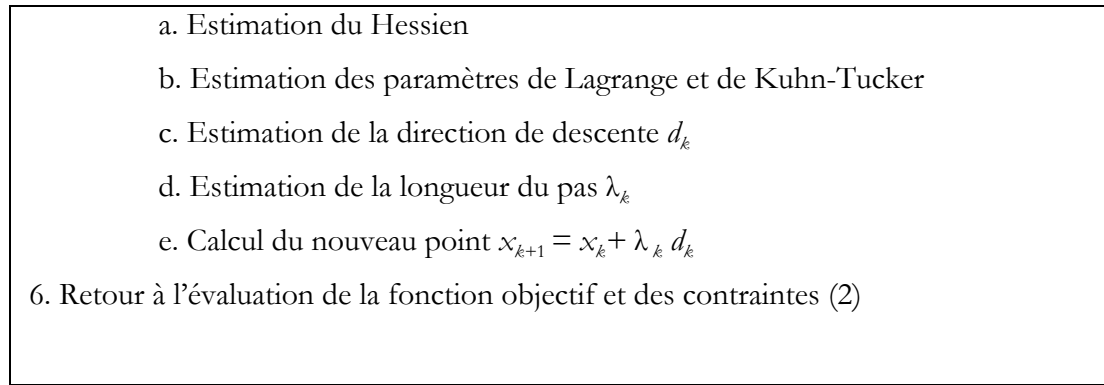 a. Estimation du Hessien
b. Estimation des paramètres de Lagrange et de Kuhn-Tucker
c. Estimation de la direction de descente dₖ
d. Estimation de la longueur du pas λₖ
e. Calcul du nouveau point xₖ₊₁ = xₖ+ λₖ dₖ
6. Retour à l’évaluation de la fonction objectif et des contraintes (2)